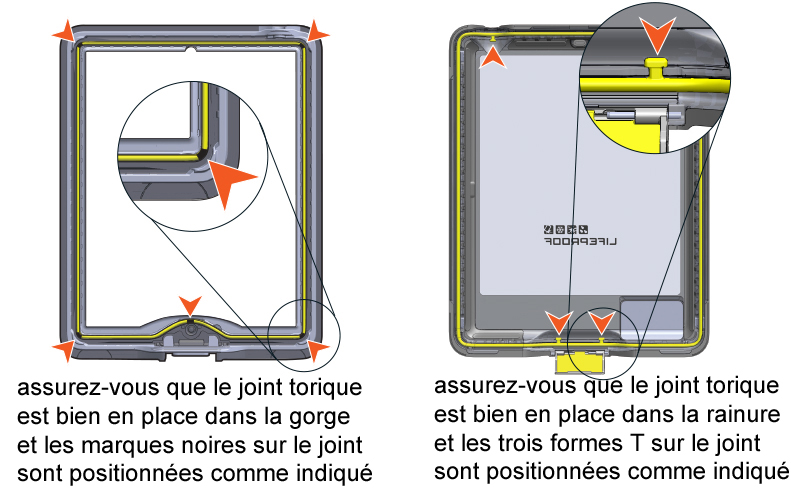 LIFEPROOF
assurez-vous que le joint torique
est bien en place dans la gorge
et les marques noires sur le joint
sont positionnées comme indiqué
assurez-vous que le joint torique
est bien en place dans la rainure
et les trois formes T sur le joint
sont positionnées comme indiqué